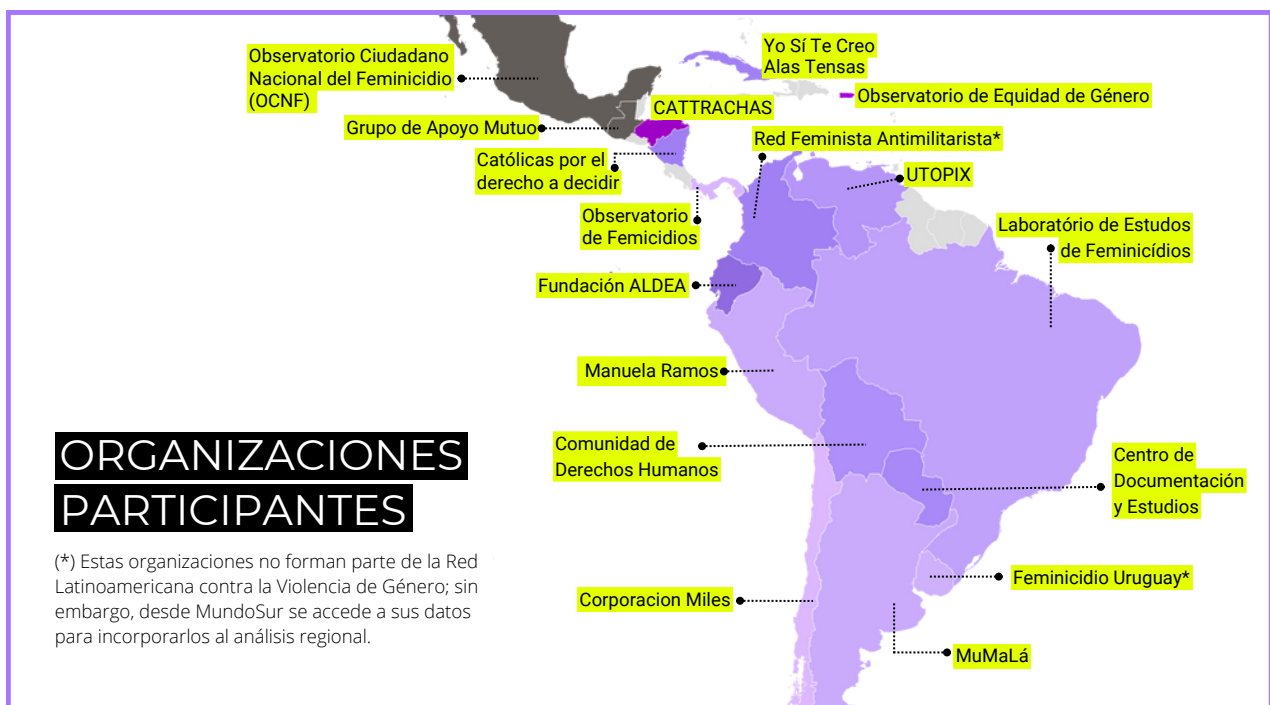 Observatorio Ciudadano
Nacional del Feminicidio
(OCNF)
Yo Sí Te Creo
Alas Tensas
Observatorio de Equidad de Género
CATTRACHAS
Grupo de Apoyo Mutuo
Red Feminista Antimilitarista*
Católicas por el
derecho a decidir
UTOPIX
Observatorio
de Femicidios
Laboratório de Estudos
de Feminicídios
Fundación ALDEA
Manuela Ramos
Comunidad de
Derechos Humanos
Centro de
Documentación
y Estudios
ORGANIZACIONES
PARTICIPANTES
(*) Estas organizaciones no forman parte de la Red
Latinoamericana contra la Violencia de Género; sin
embargo, desde MundoSur se accede a sus datos
para incorporarlos al análisis regional.
Feminicidio Uruguay*
Corporacion Miles
MuMaLá